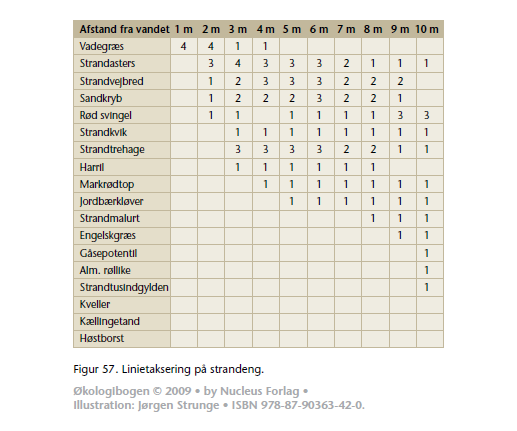 Afstand fra vandet 1 m 2 m 3 m 4 m 5 m 6 m 7 m 8 m 9 m 10 m
Vadegræs 4 4 1 1
Strandasters 3 4 3 3 3 2 1 1 1
Strandvejbred 1 2 3 3 3 2 2 2
Sandkryb 1 2 2 2 3 2 2 1
Rød svingel 1 1 1 1 1 1 3 3
Strandkvik 1 1 1 1 1 1 1 1
Strandtrehage 3 3 3 3 2 2 1 1
Harril 1 1 1 1 1 1
Markrødtop 1 1 1 1 1 1 1
Jordbærkløver 1 1 1 1 1 1
Strandmalurt 1 1 1
Engelskgræs 1 1
Gåsepotentil 1
Alm. røllike 1
Strandtusindgylden 1
Kveller
Kællingetand
Høstborst
Figur 57. Linietaksering på strandeng.
Økologibogen © 2009 • by Nucleus Forlag •
Illustration: Jørgen Strunge • ISBN 978-87-90363-42-0.